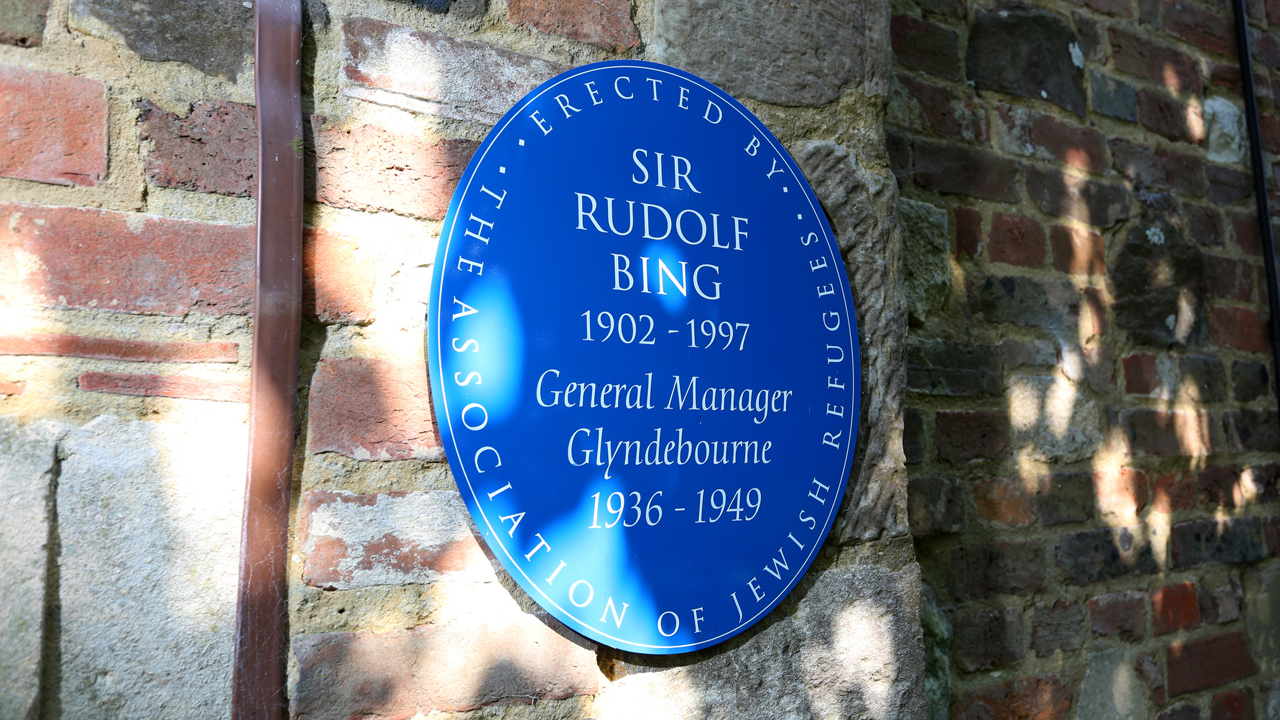 · ERECTED BY ·
SIR
RUDOLF
BING
1902 - 1997
General Manager
Glyndebourne
1936 - 1949
· THE ASSOCIATION OF JEWISH REFUGEES ·